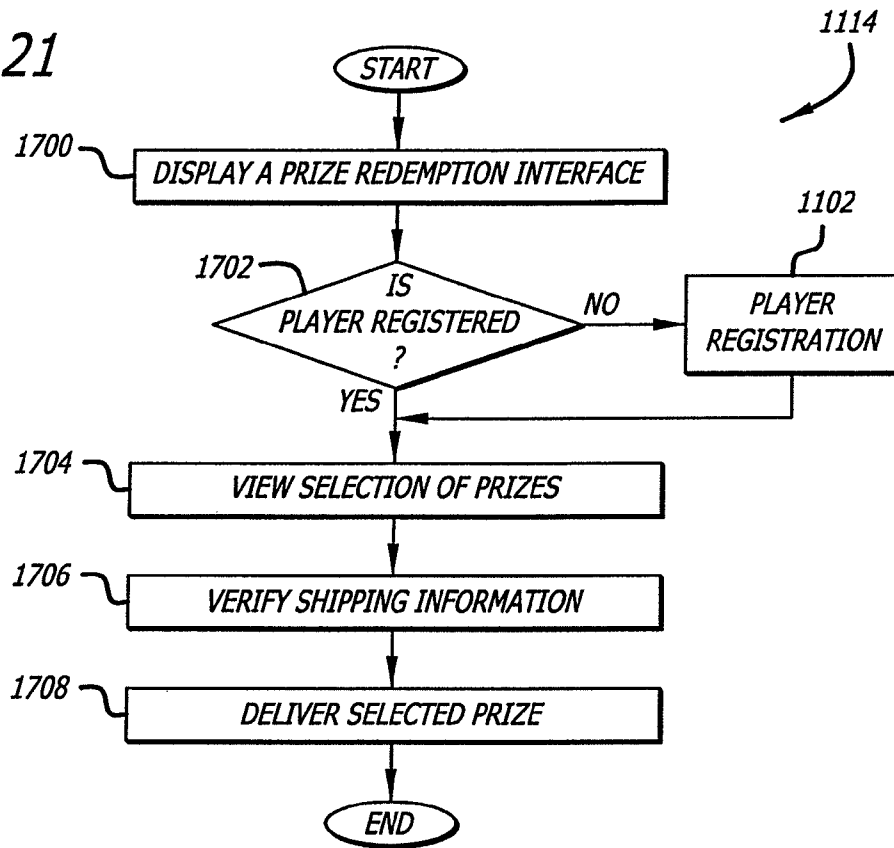 21
1114
START
1700
DISPLAY A PRIZE REDEMPTION INTERFACE
1702
IS
PLAYER REGISTERED
?
NO
1102
PLAYER
REGISTRATION
YES
1704
VIEW SELECTION OF PRIZES
1706
VERIFY SHIPPING INFORMATION
1708
DELIVER SELECTED PRIZE
END